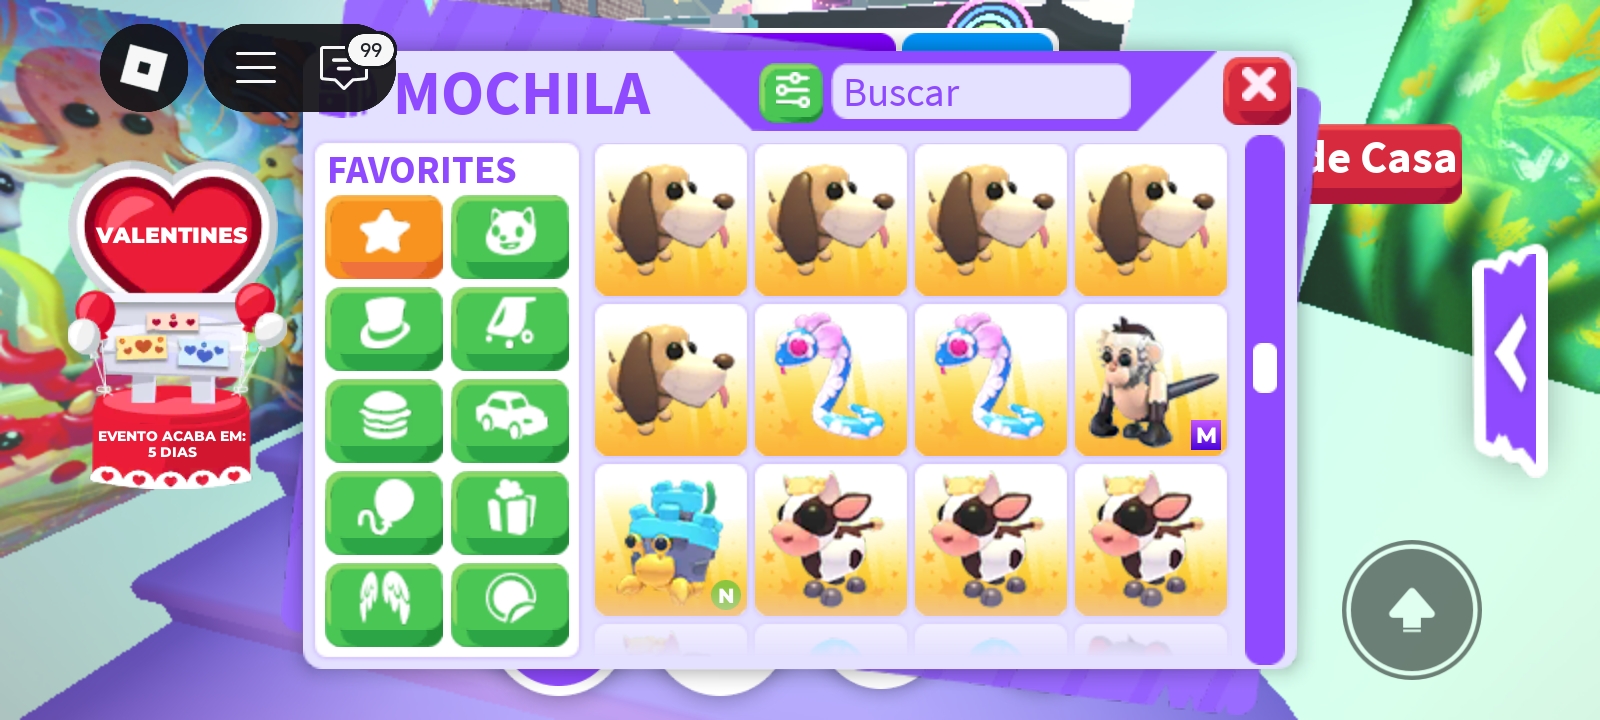 99
MOCHILA
Buscar
FAVORITES
de Casa
VALENTINES
EVENTO ACABA EM:
5 DIAS
M
N